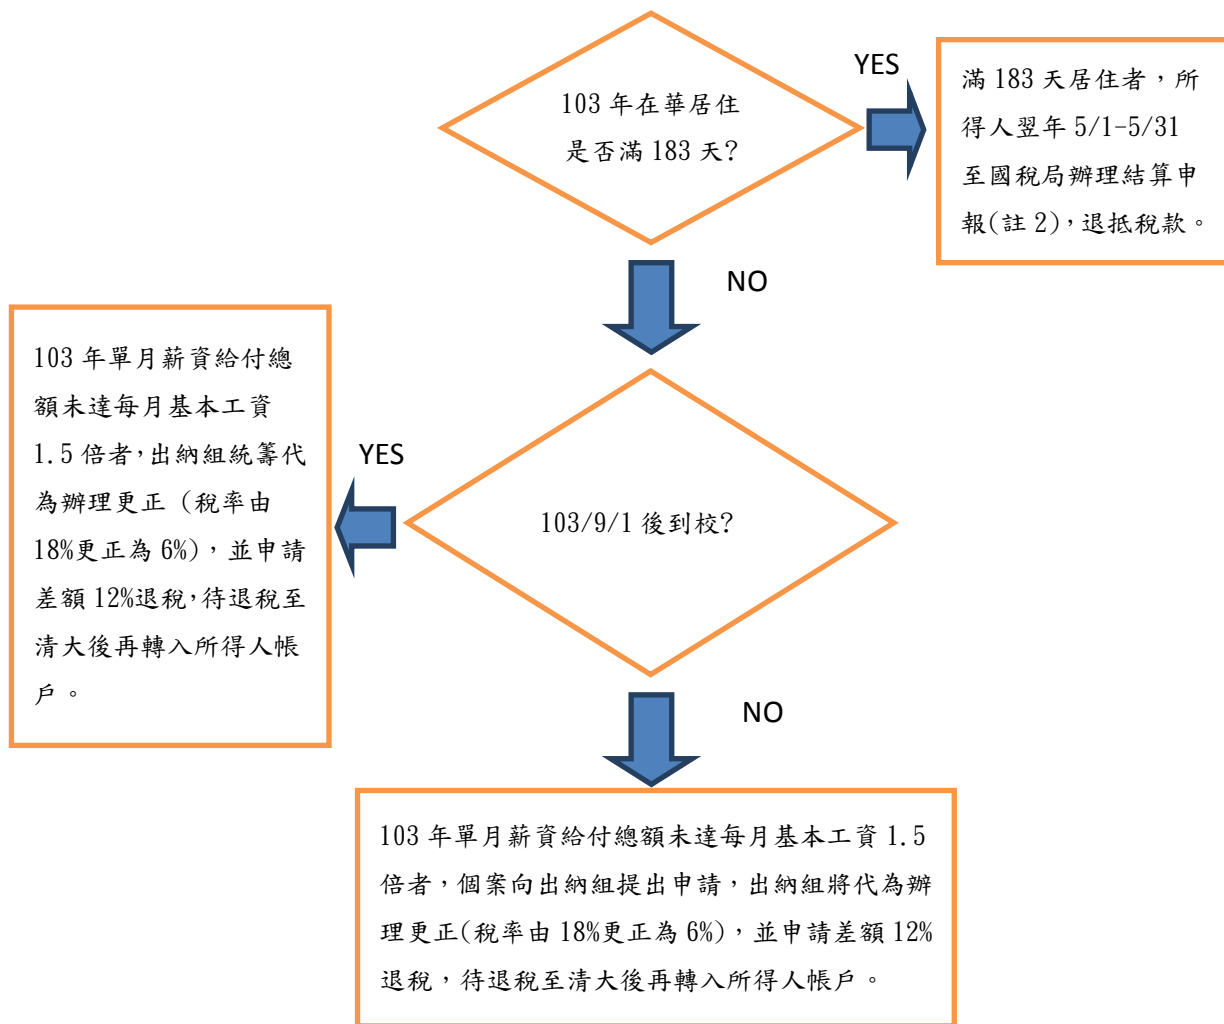 103 年在華居住
是否滿 183 天?
YES
滿 183 天居住者，所
得人翌年 5/1-5/31
至國稅局辦理結算申
報(註 2)，退抵稅款。
NO
103/9/1 後到校?
YES
103 年單月薪資給付總
額未達每月基本工資
1.5 倍者，出納組統籌代
為辦理更正 (稅率由
18%更正為 6%)，並申請
差額 12%退稅，待退稅至
清大後再轉入所得人帳
戶。
NO
103 年單月薪資給付總額未達每月基本工資 1.5
倍者，個案向出納組提出申請，出納組將代為辦
理更正(稅率由 18%更正為 6%)，並申請差額 12%
退稅，待退稅至清大後再轉入所得人帳戶。